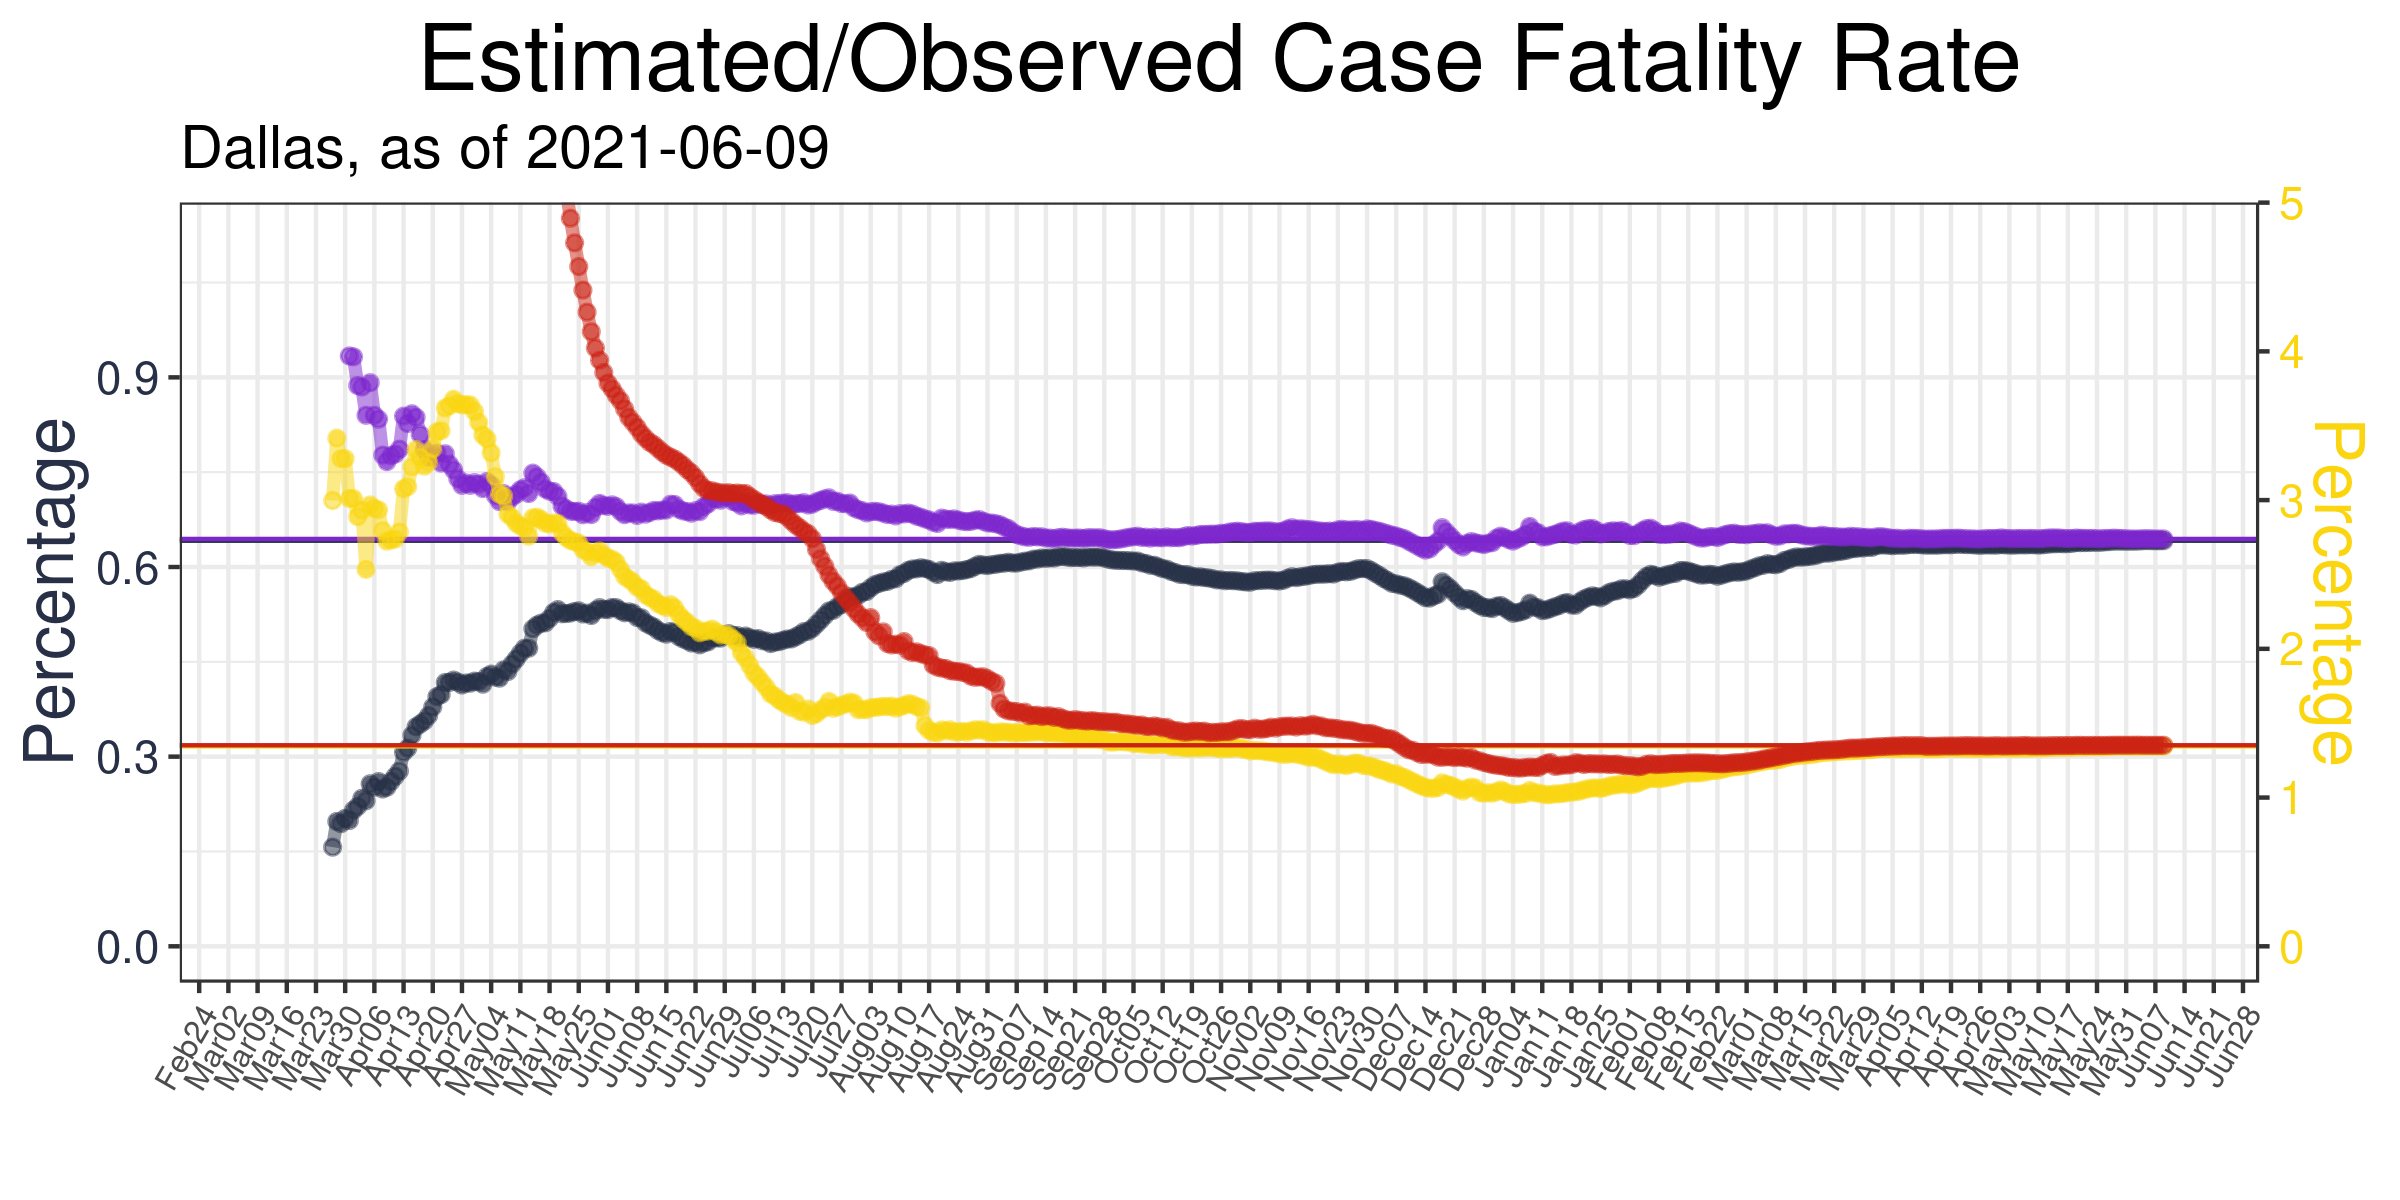 Estimated/Observed Case Fatality Rate
Dallas, as of 2021-06-09
Percentage
0.9
0.6
0.3
0.0
5
4
3
2
1
0
Percentage
Feb24
Mar02
Mar09
Mar16
Mar23
Mar30
Apr06
Apr13
Apr20
Apr27
May04
May11
May18
May25
Jun01
Jun08
Jun15
Jun22
Jun29
Jul06
Jul13
Jul20
Jul27
Aug03
Aug10
Aug17
Aug24
Aug31
Sep07
Sep14
Sep21
Sep28
Oct05
Oct12
Oct19
Oct26
Nov02
Nov09
Nov16
Nov23
Nov30
Dec07
Dec14
Dec21
Dec28
Jan04
Jan11
Jan18
Jan25
Feb01
Feb08
Feb15
Feb22
Mar01
Mar08
Mar15
Mar22
Mar29
Apr05
Apr12
Apr19
Apr26
May03
May10
May17
May24
May31
Jun07
Jun14
Jun21
Jun28